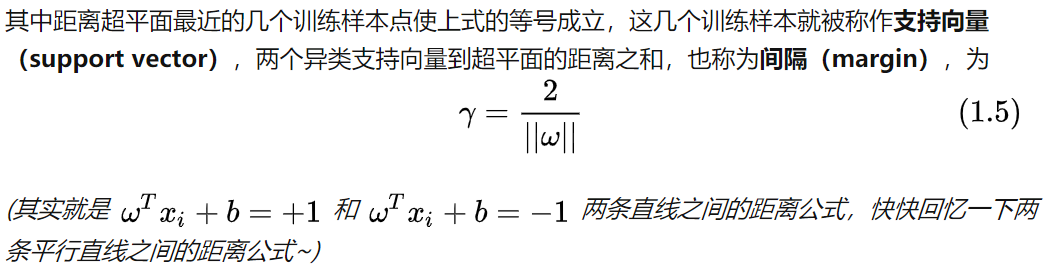 其中距离超平面最近的几个训练样本点使上式的等号成立，这几个训练样本就被称作支持向量
（support vector），两个异类支持向量到超平面的距离之和，也称为间隔（margin），为
γ = 2 / ||ω|| (1.5)
(其实就是 ω^T x_i + b = +1 和 ω^T x_i + b = −1 两条直线之间的距离公式，快快回忆一下两
条平行直线之间的距离公式~)